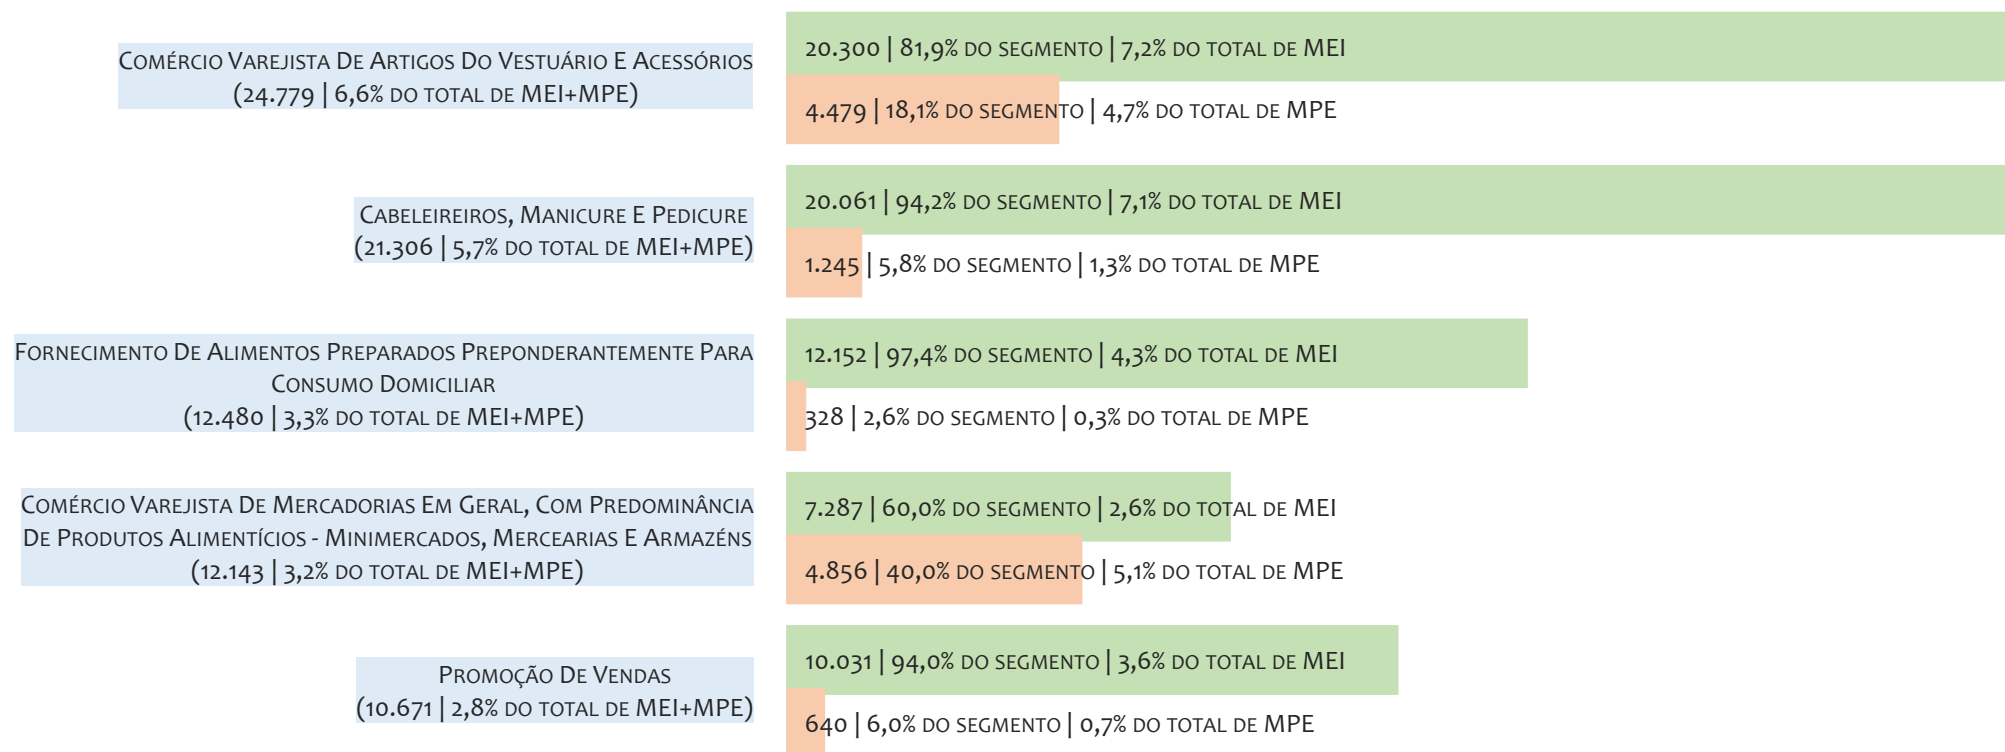 Comércio Varejista De Artigos Do Vestuário E Acessórios
(24.779 | 6,6% do total de MEI+MPE)
20.300 | 81,9% do segmento | 7,2% do total de MEI
4.479 | 18,1% do segmento | 4,7% do total de MPE
Cabeleireiros, Manicure E Pedicure
(21.306 | 5,7% do total de MEI+MPE)
20.061 | 94,2% do segmento | 7,1% do total de MEI
1.245 | 5,8% do segmento | 1,3% do total de MPE
Fornecimento De Alimentos Preparados Preponderantemente Para
Consumo Domiciliar
(12.480 | 3,3% do total de MEI+MPE)
12.152 | 97,4% do segmento | 4,3% do total de MEI
328 | 2,6% do segmento | 0,3% do total de MPE
Comércio Varejista De Mercadorias Em Geral, Com Predominância
De Produtos Alimentícios - Minimercados, Mercearias E Armazéns
(12.143 | 3,2% do total de MEI+MPE)
7.287 | 60,0% do segmento | 2,6% do total de MEI
4.856 | 40,0% do segmento | 5,1% do total de MPE
Promoção De Vendas
(10.671 | 2,8% do total de MEI+MPE)
10.031 | 94,0% do segmento | 3,6% do total de MEI
640 | 6,0% do segmento | 0,7% do total de MPE